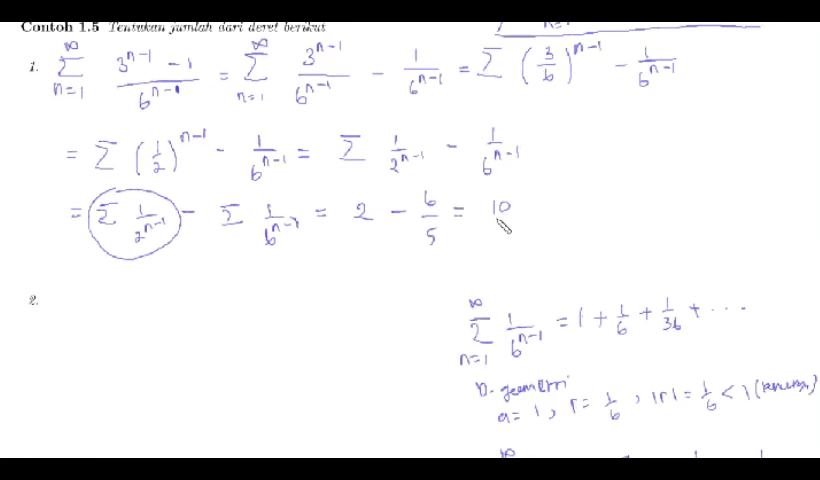 Contoh 1.5 Tentukan jumlah dari deret berikut
1. ∞ Σ n=1 (3^{n-1} - 1)/(6^{n-1}) = ∞ Σ n=1 3^{n-1}/6^{n-1} - 1/6^{n-1} = Σ (3/6)^{n-1} - 1/6^{n-1}
= Σ (1/2)^{n-1} - 1/6^{n-1} = Σ 1/2^{n-1} - 1/6^{n-1}
= Σ 1/2^{n-1} - Σ 1/6^{n-1} = 2 - 6/5 = 10
2.
∞ Σ n=1 1/6^{n-1} = 1 + 1/6 + 1/36 + ...
D. geometri
a = 1, r = 1/6, |r| = 1/6 < 1
∞